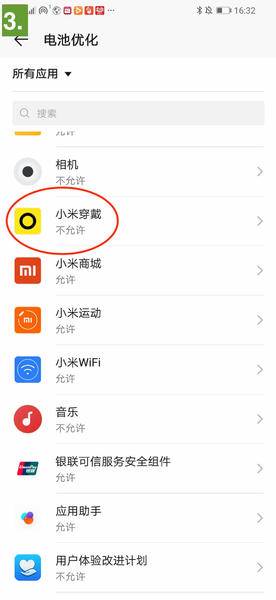 3.
16:32
电池优化
所有应用
搜索
允许
相机
不允许
小米穿戴
不允许
小米商城
允许
小米运动
允许
小米WiFi
允许
音乐
不允许
银联可信服务安全组件
允许
应用助手
允许
用户体验改进计划
不允许